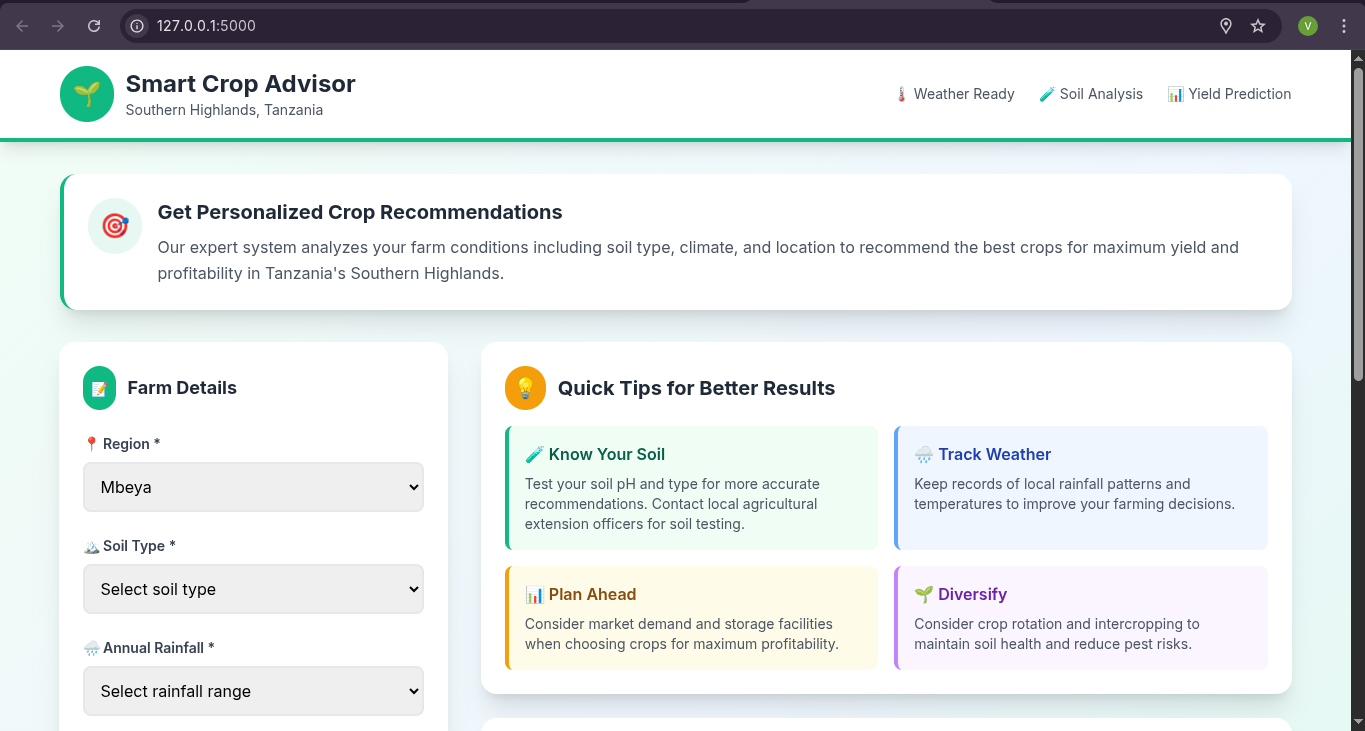 127.0.0.1:5000
V
Smart Crop Advisor
Southern Highlands, Tanzania
Weather Ready
Soil Analysis
Yield Prediction
Get Personalized Crop Recommendations
Our expert system analyzes your farm conditions including soil type, climate, and location to recommend the best crops for maximum yield and
profitability in Tanzania's Southern Highlands.
Farm Details
Region *
Mbeya
Soil Type *
Select soil type
Annual Rainfall *
Select rainfall range
Quick Tips for Better Results
Know Your Soil
Test your soil pH and type for more accurate
recommendations. Contact local agricultural
extension officers for soil testing.
Track Weather
Keep records of local rainfall patterns and
temperatures to improve your farming decisions.
Plan Ahead
Consider market demand and storage facilities
when choosing crops for maximum profitability.
Diversify
Consider crop rotation and intercropping to
maintain soil health and reduce pest risks.